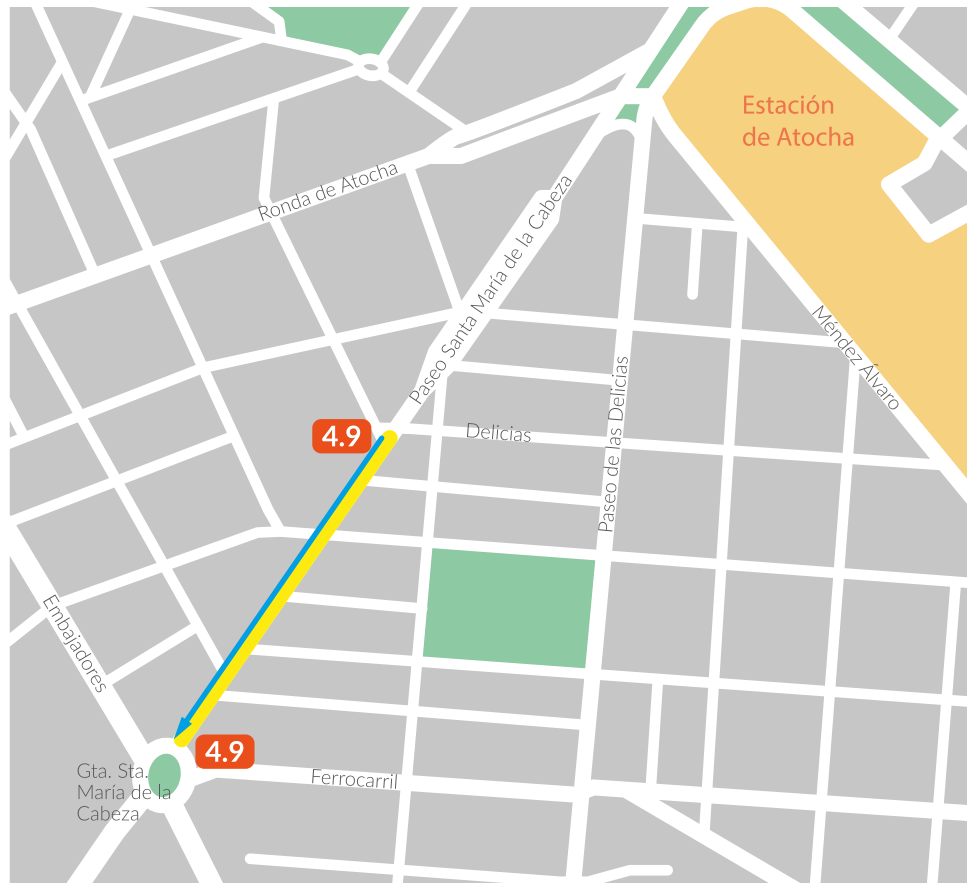 Estación
de Atocha
Ronda de Atocha
Paseo Santa María de la Cabeza
Méndez Álvaro
Paseo de las Delicias
4.9
Delicias
Embajadores
4.9
Gta. Sta.
María de la
Cabeza
Ferrocarril